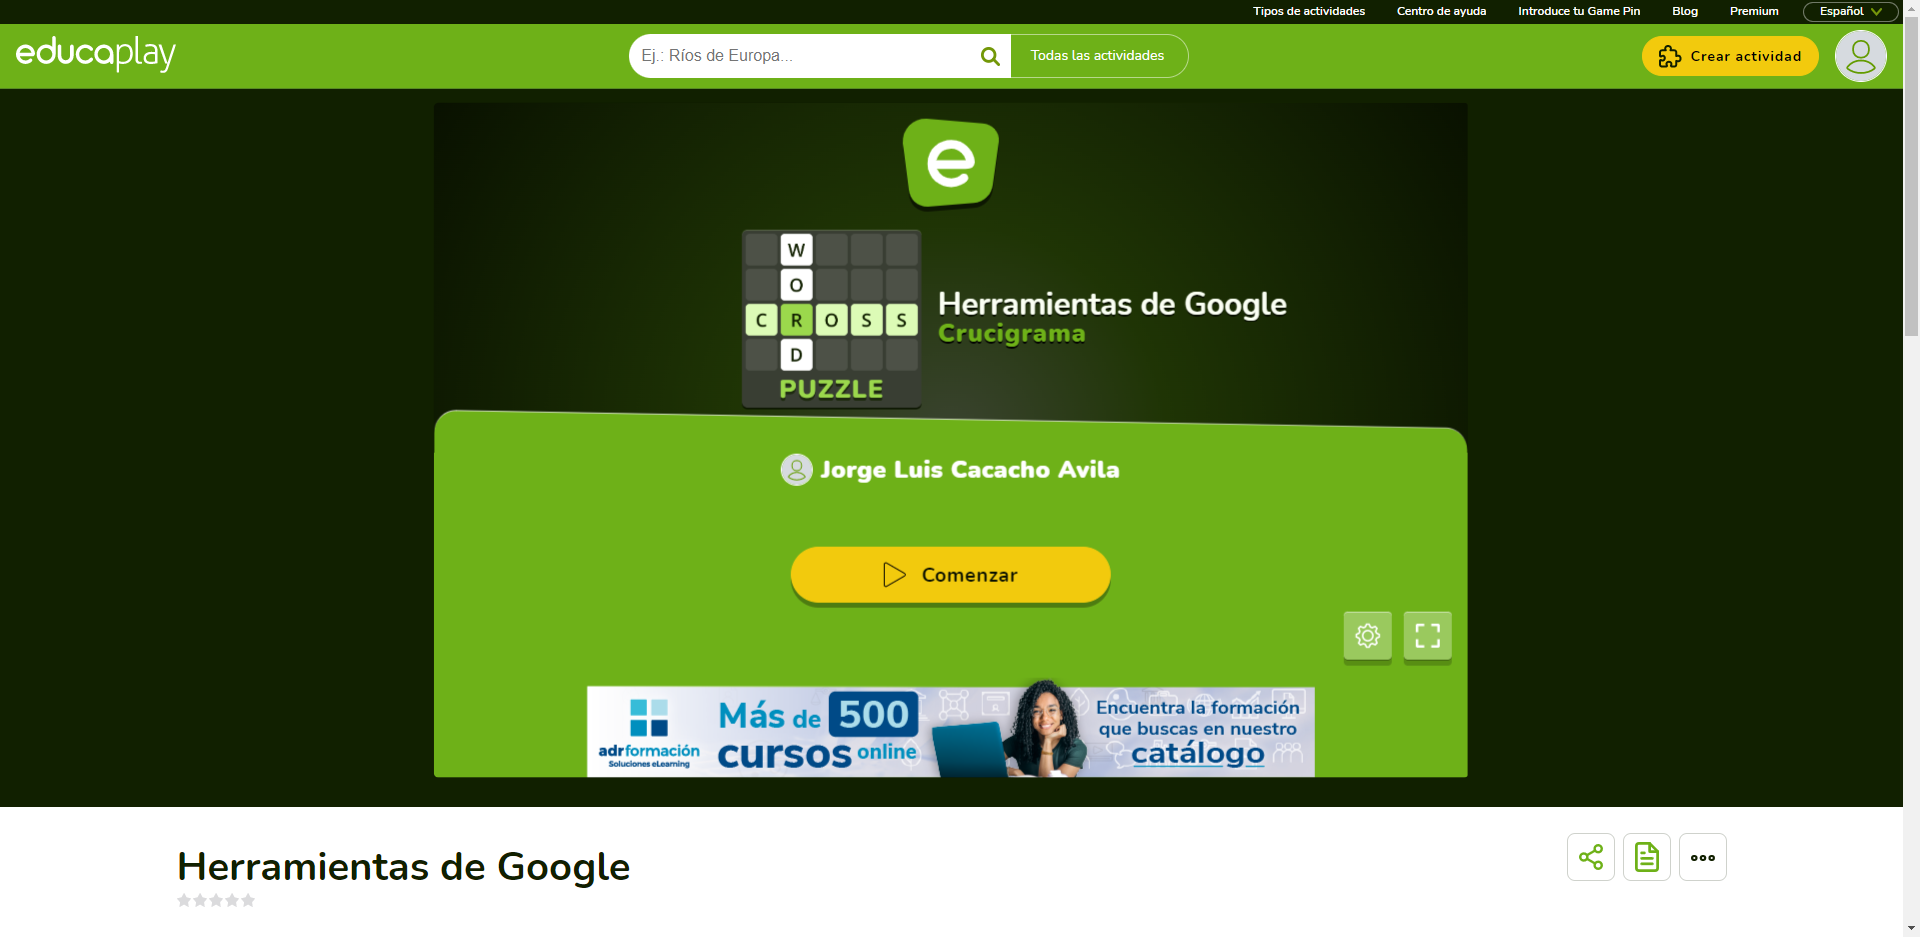 Tipos de actividades Centro de ayuda Introduce tu Game Pin Blog Premium Español
educaplay Ej.: Ríos de Europa... Todas las actividades Crear actividad
e
W
O
CROSS
D
PUZZLE
Herramientas de Google
Crucigrama
Jorge Luis Cacacho Avila
Comenzar
adrformación
Soluciones eLearning
Más de 500
cursos online
Encuentra la formación
que buscas en nuestro
catálogo
Herramientas de Google